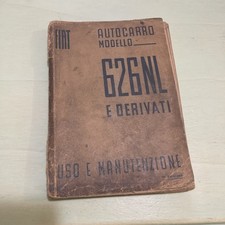 FIAT
AUTOCARRO
MODELLO
626NL
E DERIVATI
USO E MANUTENZIONE